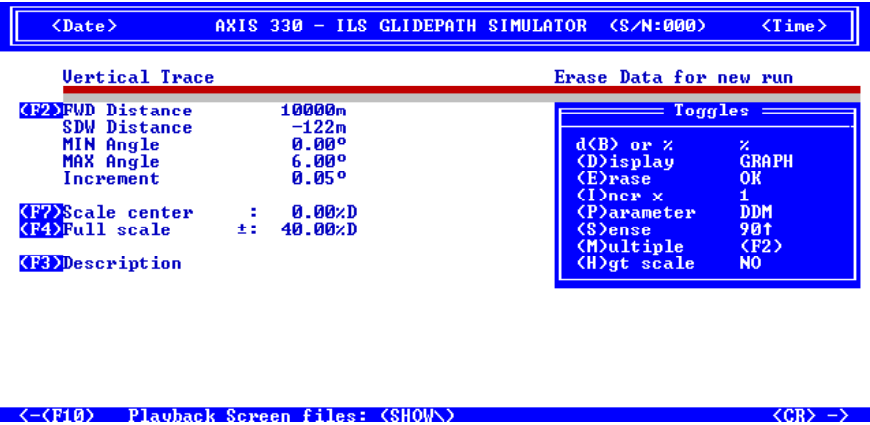 <Date> AXIS 330 - ILS GLIDEPATH SIMULATOR (S/N:000) <Time>
Vertical Trace Erase Data for new run
(F2) FWD Distance 10000m
SDW Distance -122m
MIN Angle 0.00º
MAX Angle 6.00º
Increment 0.05º
(F7) Scale center : 0.00%D
(F4) Full scale ±: 40.00%D
(F3) Description
Toggles
d(B) or % %
(D)isplay GRAPH
(E)rase OK
(I)ncr x 1
(P)arameter DDM
(S)ense 90↑
(M)ultiple (F2)
(H)gt scale NO
<-(F10) Playback Screen files: (SHOW\) (CR) ->